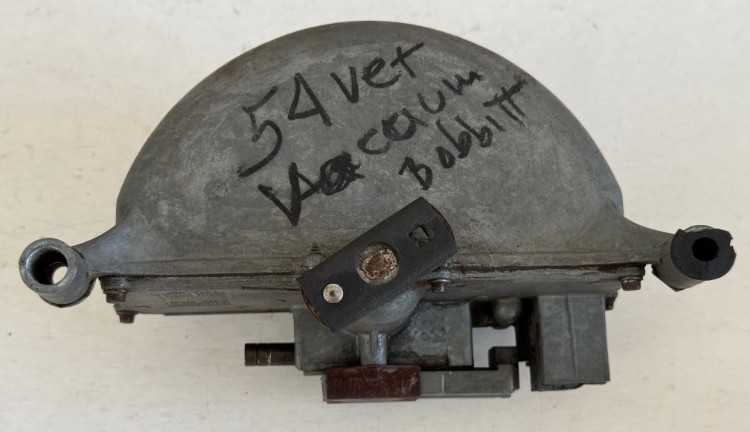 54 vet
Vacuum
Bobbitt